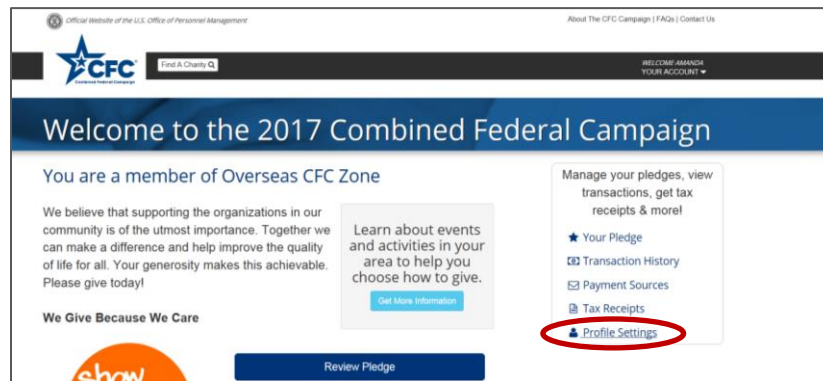 Official Website of the U.S. Office of Personnel Management
About The CFC Campaign | FAQs | Contact Us
CFC
Combined Federal Campaign
Find A Charity
WELCOME AMANDA
YOUR ACCOUNT
Welcome to the 2017 Combined Federal Campaign
You are a member of Overseas CFC Zone
We believe that supporting the organizations in our
community is of the utmost importance. Together we
can make a difference and help improve the quality
of life for all. Your generosity makes this achievable.
Please give today!
We Give Because We Care
show
Learn about events
and activities in your
area to help you
choose how to give.
Get More Information
Review Pledge
Manage your pledges, view
transactions, get tax
receipts & more!
Your Pledge
Transaction History
Payment Sources
Tax Receipts
Profile Settings